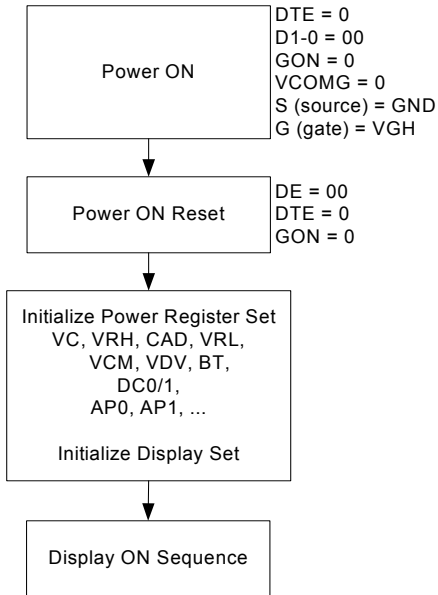 Power ON
DTE = 0
D1-0 = 00
GON = 0
VCOMG = 0
S (source) = GND
G (gate) = VGH
Power ON Reset
DE = 00
DTE = 0
GON = 0
Initialize Power Register Set
VC, VRH, CAD, VRL,
VCM, VDV, BT,
DC0/1,
AP0, AP1, ...
Initialize Display Set
Display ON Sequence